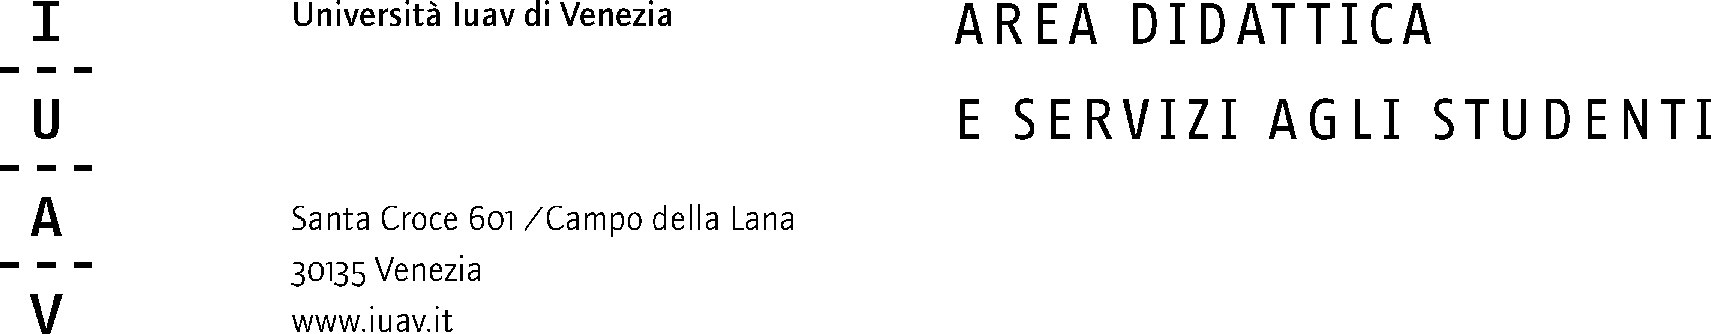 I
U
A
V
Università Iuav di Venezia
Santa Croce 601 /Campo della Lana
30135 Venezia
www.iuav.it
AREA DIDATTICA
E SERVIZI AGLI STUDENTI